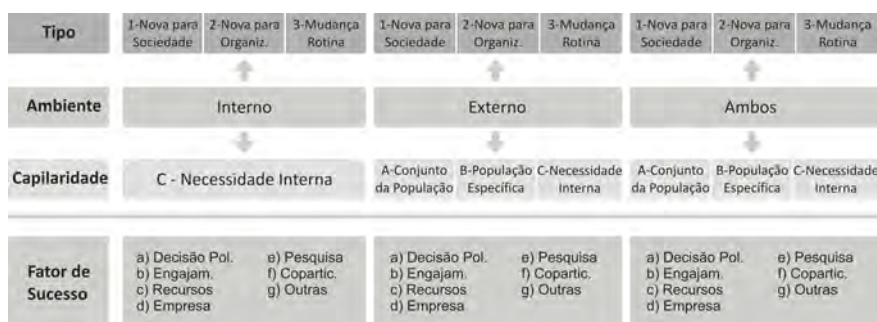 Tipo
1-Nova para 2-Nova para 3-Mudança
Sociedade Organiz. Rotina
1-Nova para 2-Nova para 3-Mudança
Sociedade Organiz. Rotina
1-Nova para 2-Nova para 3-Mudança
Sociedade Organiz. Rotina
Ambiente
Interno
Externo
Ambos
Capilaridade
C - Necessidade Interna
A-Conjunto B-População C-Necessidade
da População Específica Interna
A-Conjunto B-População C-Necessidade
da População Específica Interna
Fator de
Sucesso
a) Decisão Pol. e) Pesquisa
b) Engajam. f) Copartic.
c) Recursos g) Outras
d) Empresa
a) Decisão Pol. e) Pesquisa
b) Engajam. f) Copartic.
c) Recursos g) Outras
d) Empresa
a) Decisão Pol. e) Pesquisa
b) Engajam. f) Copartic.
c) Recursos g) Outras
d) Empresa